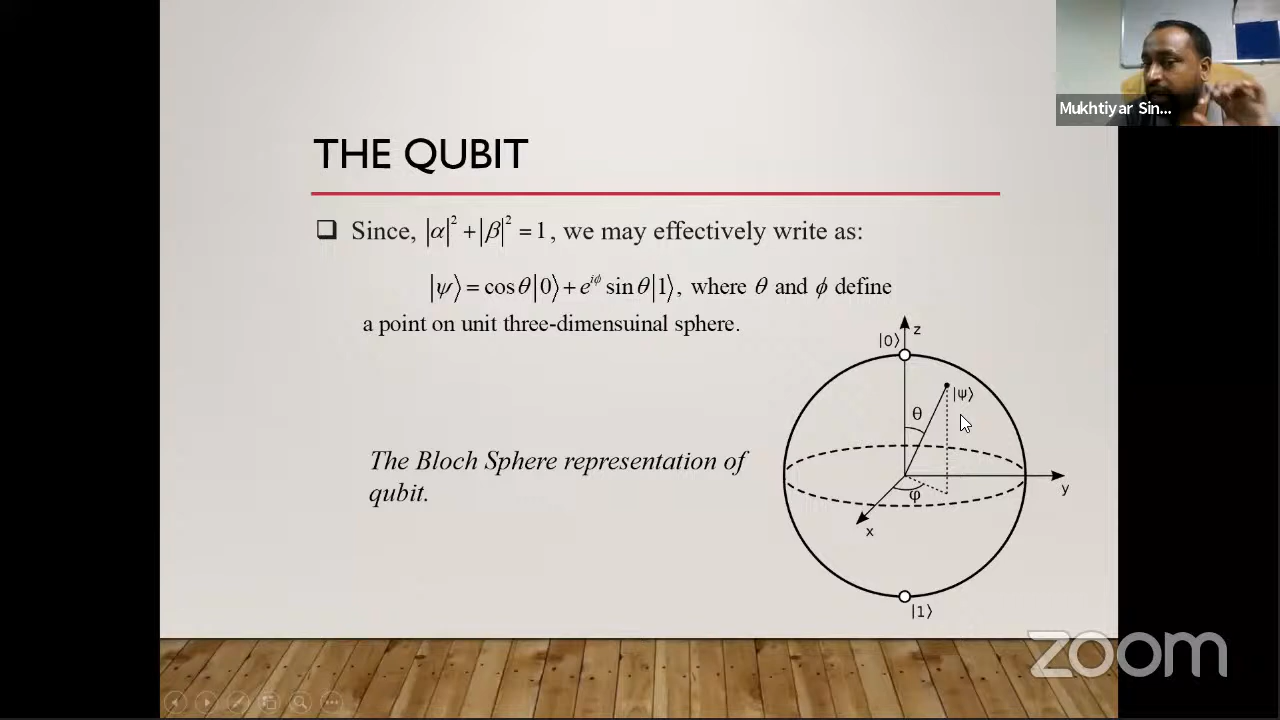 Mukhtiyar Sin...
THE QUBIT
❑ Since, |α|² + |β|² = 1, we may effectively write as:
|ψ⟩ = cos θ|0⟩ + e^{iϕ} sin θ|1⟩, where θ and ϕ define
a point on unit three-dimensuinal sphere.
z
|0⟩
|ψ⟩
θ
The Bloch Sphere representation of
qubit.
y
φ
x
|1⟩
zoom